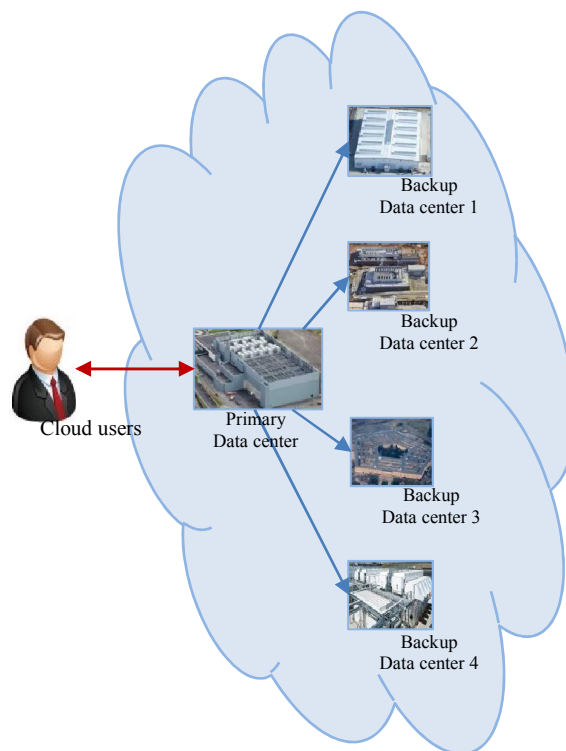 Backup
Data center 1
Backup
Data center 2
Cloud users
Primary
Data center
Backup
Data center 3
Backup
Data center 4